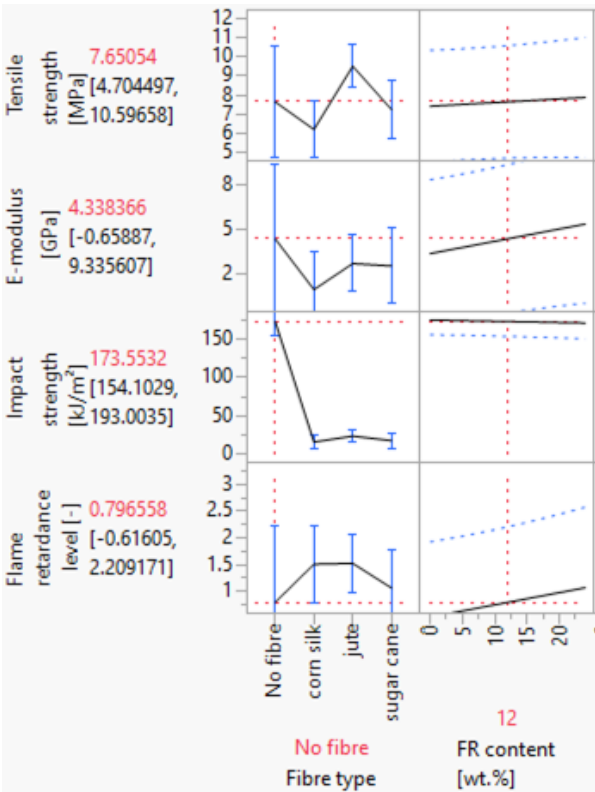 12
11
10
9
8
7
6
5
Tensile
strength
[MPa]
7.65054
[4.704497,
10.59658]
8
5
2
E-modulus
[GPa]
4.338366
[-0.65887,
9.335607]
150
100
50
0
Impact
strength
[kJ/m²]
173.5532
[154.1029,
193.0035]
3
2.5
2
1.5
1
Flame
retardance
level [-]
0.796558
[-0.61605,
2.209171]
No fibre
corn silk
jute
sugar cane
0
5
10
15
20
No fibre
Fibre type
12
FR content
[wt.%]